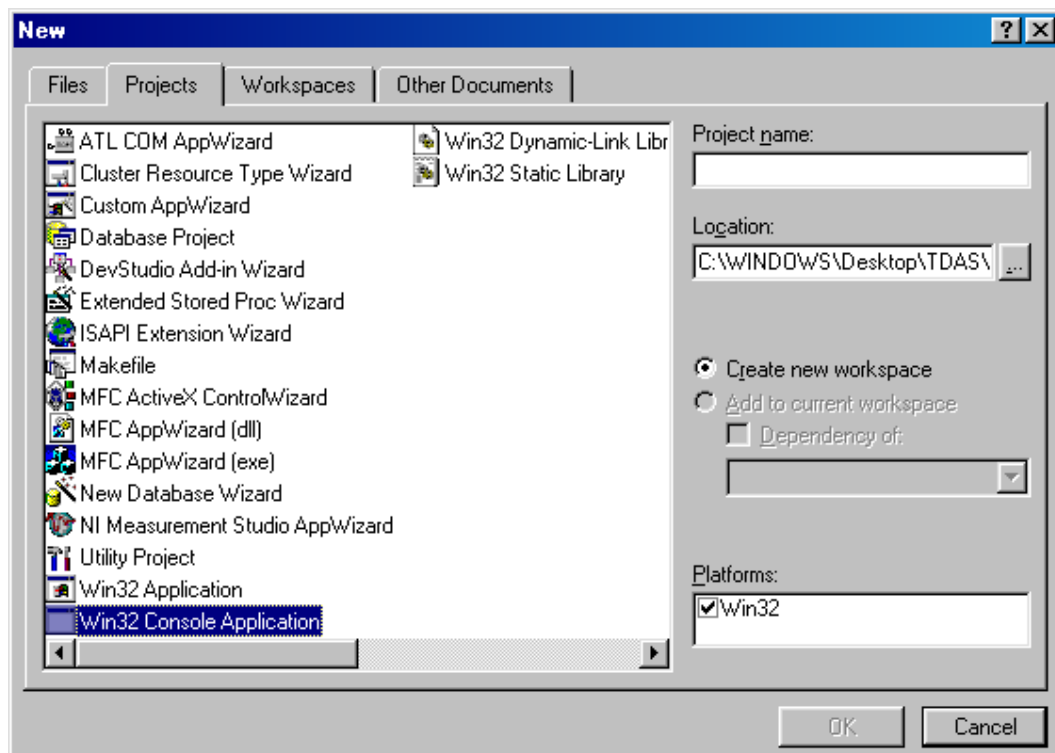 New
Files Projects Workspaces Other Documents
ATL COM AppWizard
Cluster Resource Type Wizard
Custom AppWizard
Database Project
DevStudio Add-in Wizard
Extended Stored Proc Wizard
ISAPI Extension Wizard
Makefile
MFC ActiveX ControlWizard
MFC AppWizard (dll)
MFC AppWizard (exe)
New Database Wizard
NI Measurement Studio AppWizard
Utility Project
Win32 Application
Win32 Console Application
Win32 Dynamic-Link Libr
Win32 Static Library
Project name:
Location:
C:\WINDOWS\Desktop\TDAS\
...
Create new workspace
Add to current workspace
Dependency of:
Platforms:
Win32
OK Cancel